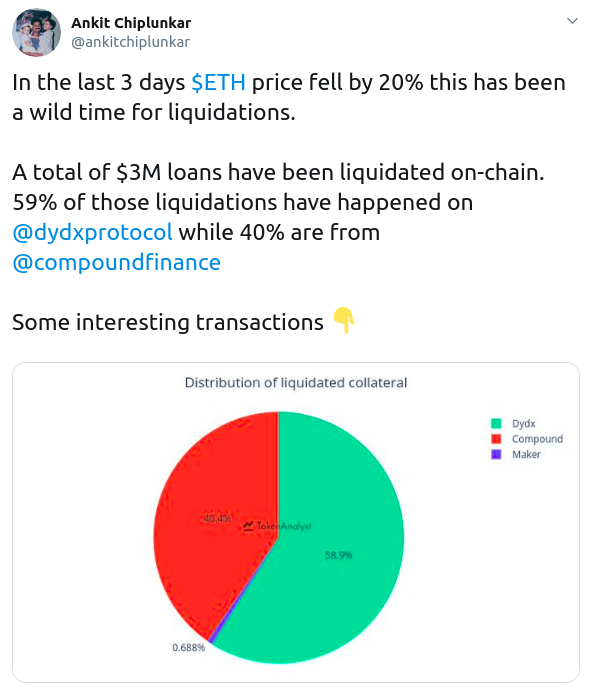 Ankit Chiplunkar
@ankitchiplunkar
In the last 3 days $ETH price fell by 20% this has been
a wild time for liquidations.
A total of $3M loans have been liquidated on-chain.
59% of those liquidations have happened on
@dydxprotocol while 40% are from
@compoundfinance
Some interesting transactions 👇
Distribution of liquidated collateral
Dydx
Compound
Maker
40.4%
TokenAnalyst
58.9%
0.688%